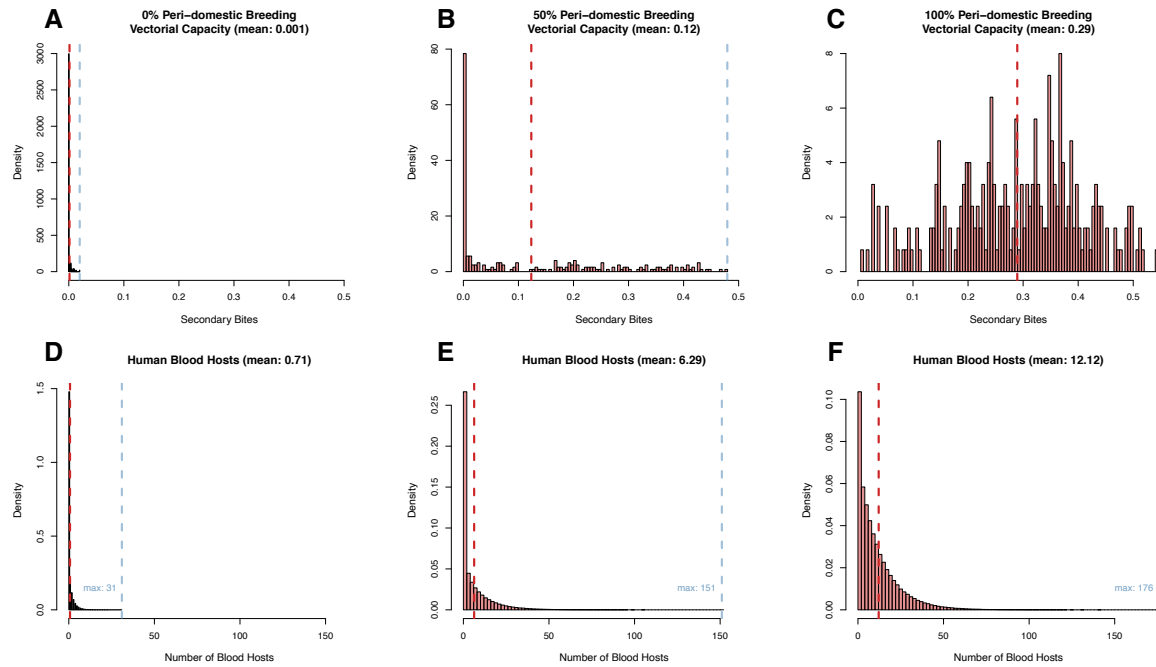 A
0% Peri−domestic Breeding
Vectorial Capacity (mean: 0.001)
Density
0
500
1000
1500
2000
2500
3000
0.0 0.1 0.2 0.3 0.4 0.5
Secondary Bites
B
50% Peri−domestic Breeding
Vectorial Capacity (mean: 0.12)
Density
0
20
40
60
80
0.0 0.1 0.2 0.3 0.4 0.5
Secondary Bites
C
100% Peri−domestic Breeding
Vectorial Capacity (mean: 0.29)
Density
0
2
4
6
8
0.0 0.1 0.2 0.3 0.4 0.5
Secondary Bites
D
Human Blood Hosts (mean: 0.71)
Density
0.0
0.5
1.0
1.5
max: 31
0 50 100 150
Number of Blood Hosts
E
Human Blood Hosts (mean: 6.29)
Density
0.00
0.05
0.10
0.15
0.20
0.25
max: 151
0 50 100 150
Number of Blood Hosts
F
Human Blood Hosts (mean: 12.12)
Density
0.00
0.02
0.04
0.06
0.08
0.10
max: 176
0 50 100 150
Number of Blood Hosts